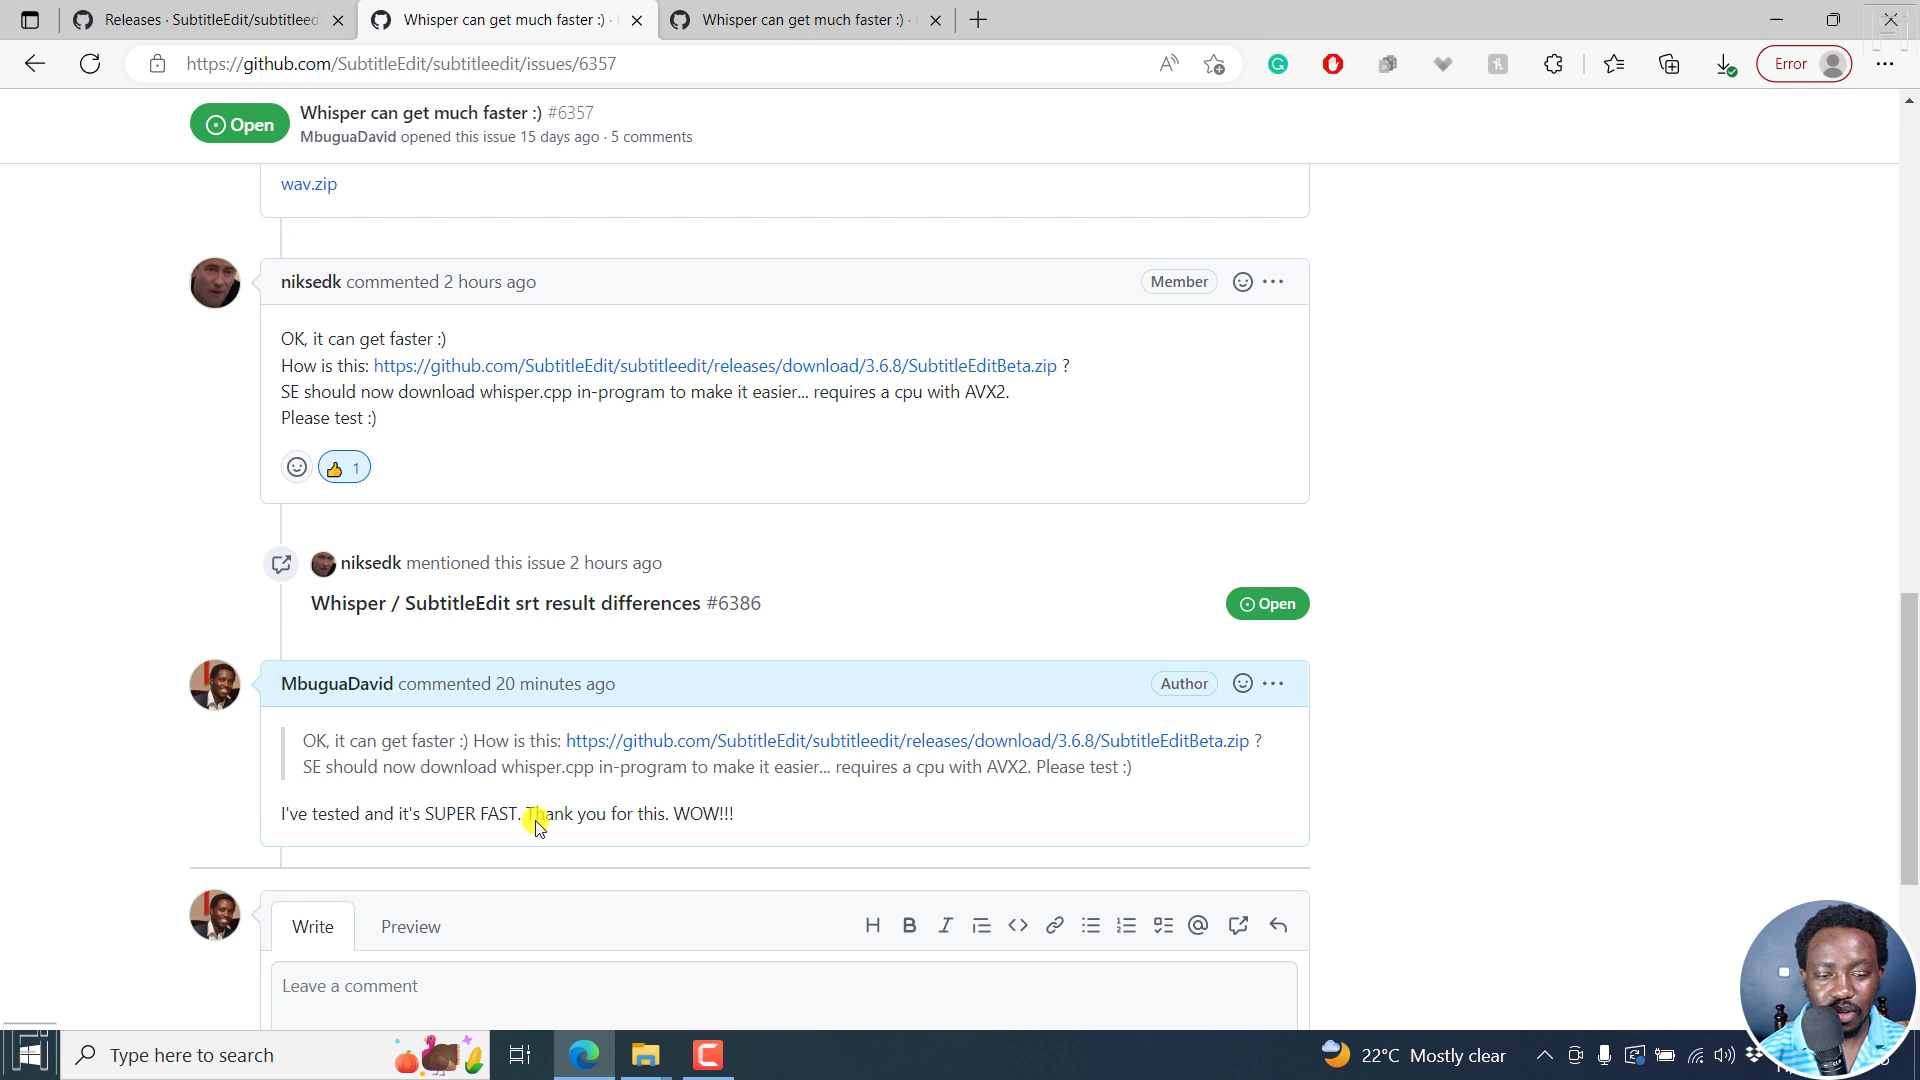 Releases · SubtitleEdit/subtitleed
Whisper can get much faster :) ·
Whisper can get much faster :) ·
https://github.com/SubtitleEdit/subtitleedit/issues/6357
Error
Open
Whisper can get much faster :) #6357
MbuguaDavid opened this issue 15 days ago · 5 comments
wav.zip
niksedk commented 2 hours ago
Member
OK, it can get faster :)
How is this: https://github.com/SubtitleEdit/subtitleedit/releases/download/3.6.8/SubtitleEditBeta.zip ?
SE should now download whisper.cpp in-program to make it easier... requires a cpu with AVX2.
Please test :)
👍 1
niksedk mentioned this issue 2 hours ago
Whisper / SubtitleEdit srt result differences #6386
Open
MbuguaDavid commented 20 minutes ago
Author
OK, it can get faster :) How is this: https://github.com/SubtitleEdit/subtitleedit/releases/download/3.6.8/SubtitleEditBeta.zip ?
SE should now download whisper.cpp in-program to make it easier... requires a cpu with AVX2. Please test :)
I've tested and it's SUPER FAST. Thank you for this. WOW!!!
Write
Preview
Leave a comment
Type here to search
22°C Mostly clear